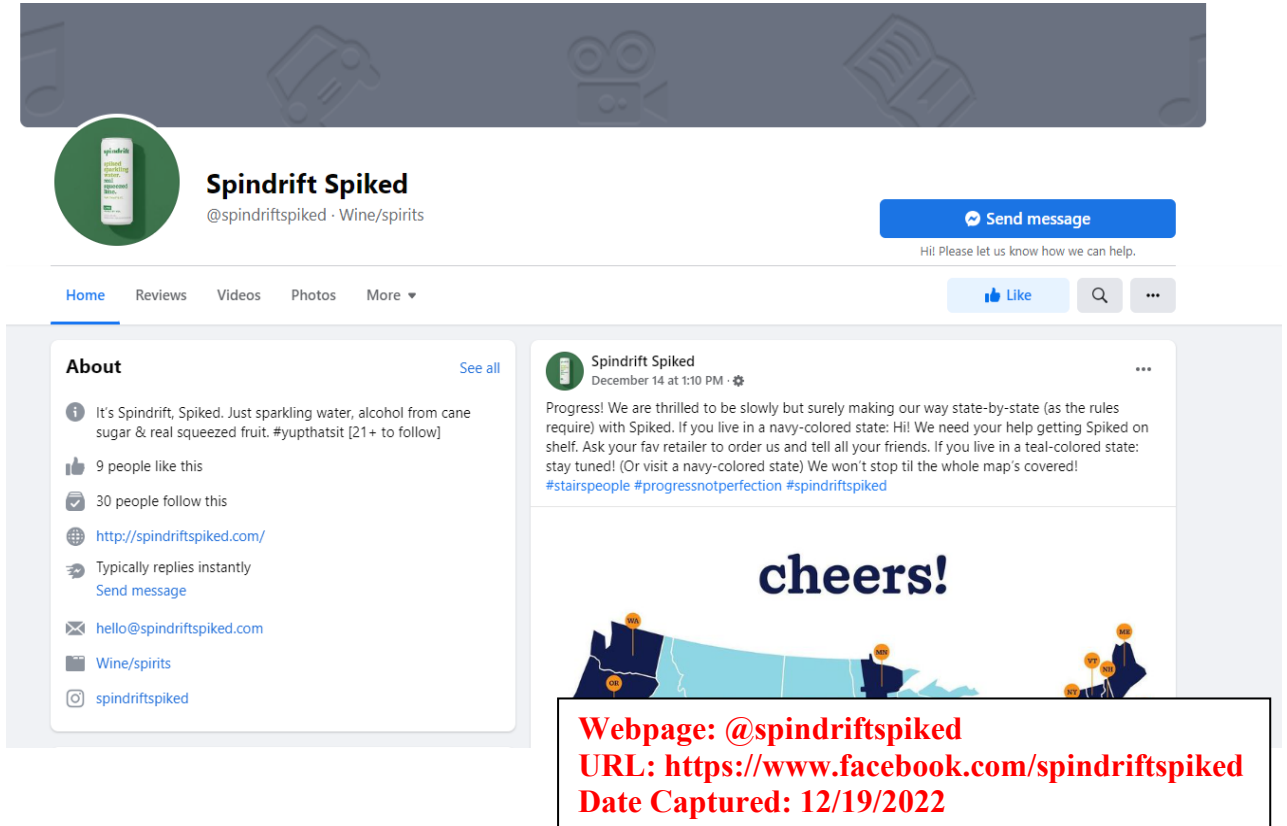 spindrift
spiked
sparkling
water.
real
squeezed
lime.
Spindrift Spiked
@spindriftspiked · Wine/spirits
Send message
Hi! Please let us know how we can help.
Home Reviews Videos Photos More
Like
About
See all
It's Spindrift, Spiked. Just sparkling water, alcohol from cane
sugar & real squeezed fruit. #yupthatsit [21+ to follow]
9 people like this
30 people follow this
http://spindriftspiked.com/
Typically replies instantly
Send message
hello@spindriftspiked.com
Wine/spirits
spindriftspiked
Spindrift Spiked
December 14 at 1:10 PM ·
Progress! We are thrilled to be slowly but surely making our way state-by-state (as the rules
require) with Spiked. If you live in a navy-colored state: Hi! We need your help getting Spiked on
shelf. Ask your fav retailer to order us and tell all your friends. If you live in a teal-colored state:
stay tuned! (Or visit a navy-colored state) We won't stop til the whole map's covered!
#stairspeople #progressnotperfection #spindriftspiked
cheers!
WA
ME
VT
NH
MN
OR
NY
Webpage: @spindriftspiked
URL: https://www.facebook.com/spindriftspiked
Date Captured: 12/19/2022